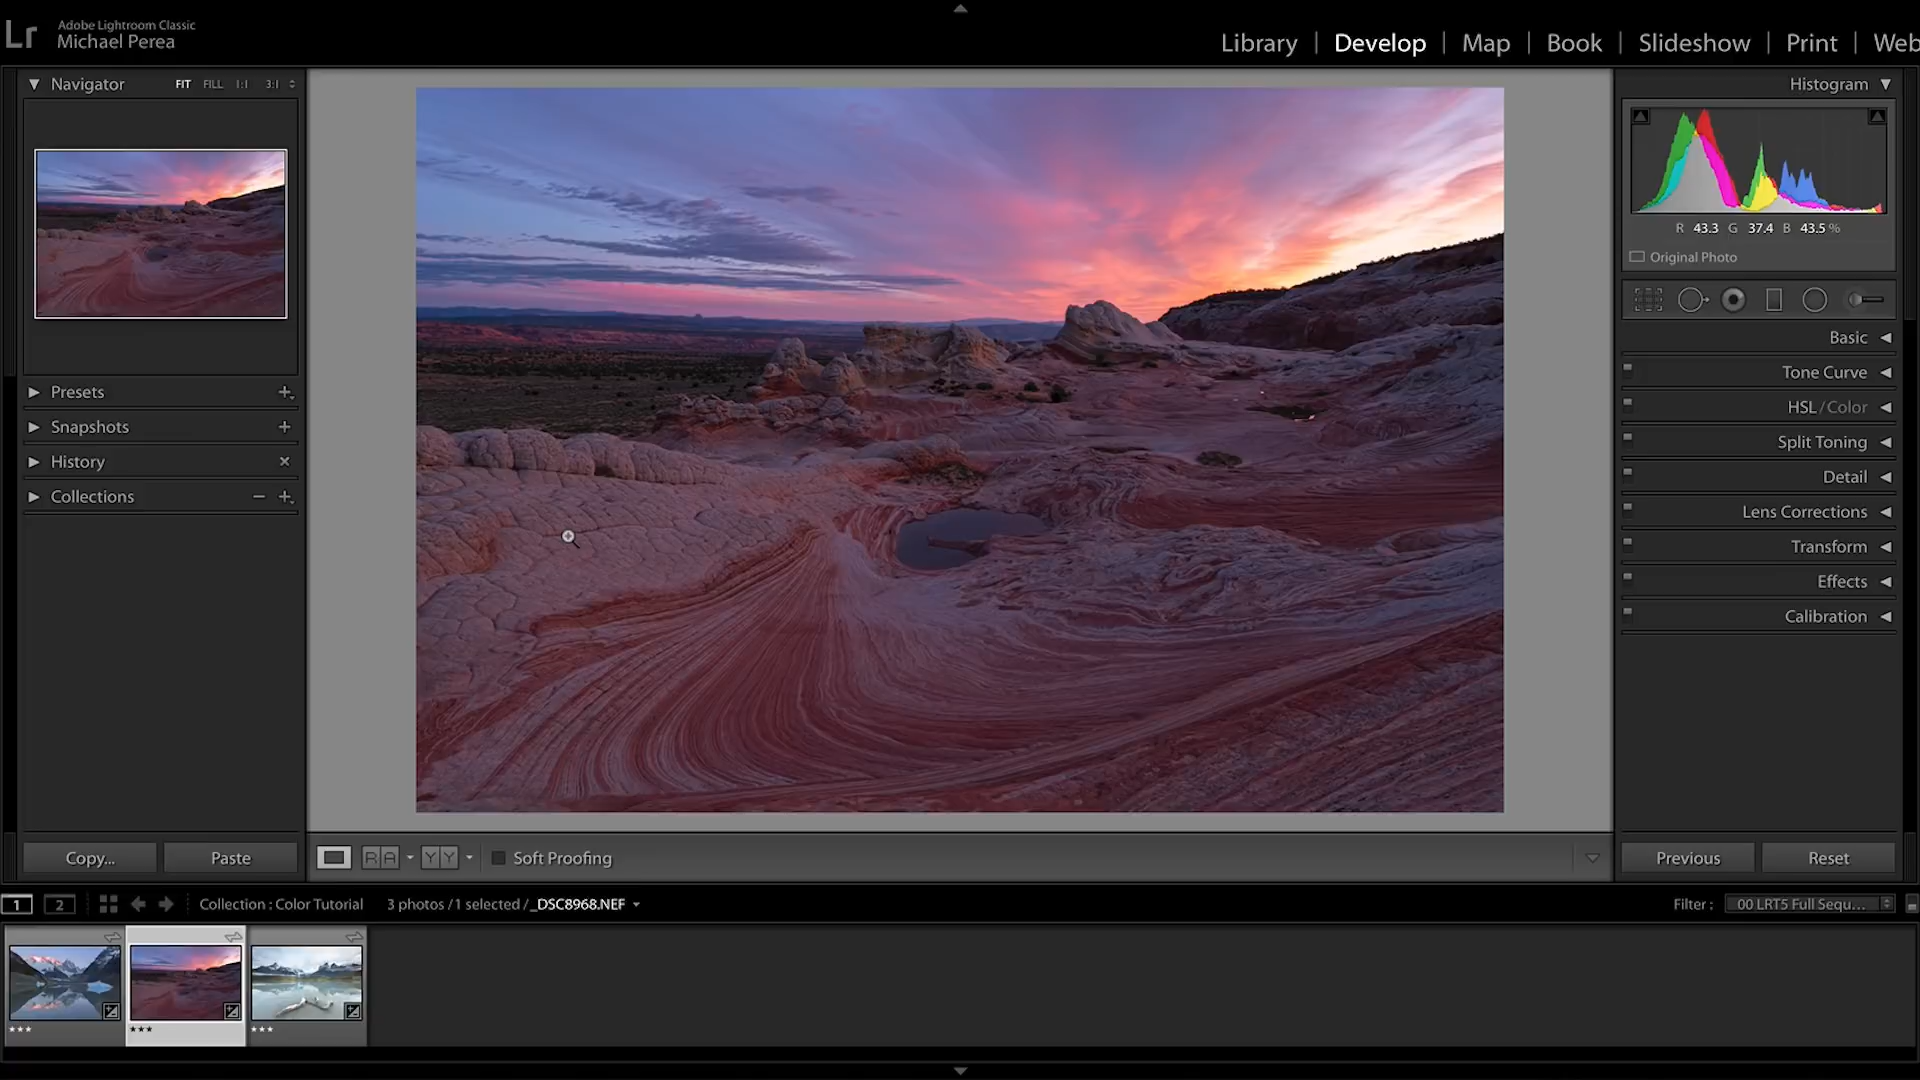 Lr
Adobe Lightroom Classic
Michael Perea
Library | Develop | Map | Book | Slideshow | Print | Web
Navigator FIT FILL 1:1 3:1
Histogram
R 43.3 G 37.4 B 43.5 %
Original Photo
Presets
Snapshots
History
Collections
Basic
Tone Curve
HSL / Color
Split Toning
Detail
Lens Corrections
Transform
Effects
Calibration
Copy... Paste
R A Y Y Soft Proofing
Previous Reset
1 2 Collection : Color Tutorial 3 photos / 1 selected / _DSC8968.NEF
Filter : 00 LRT5 Full Sequ...